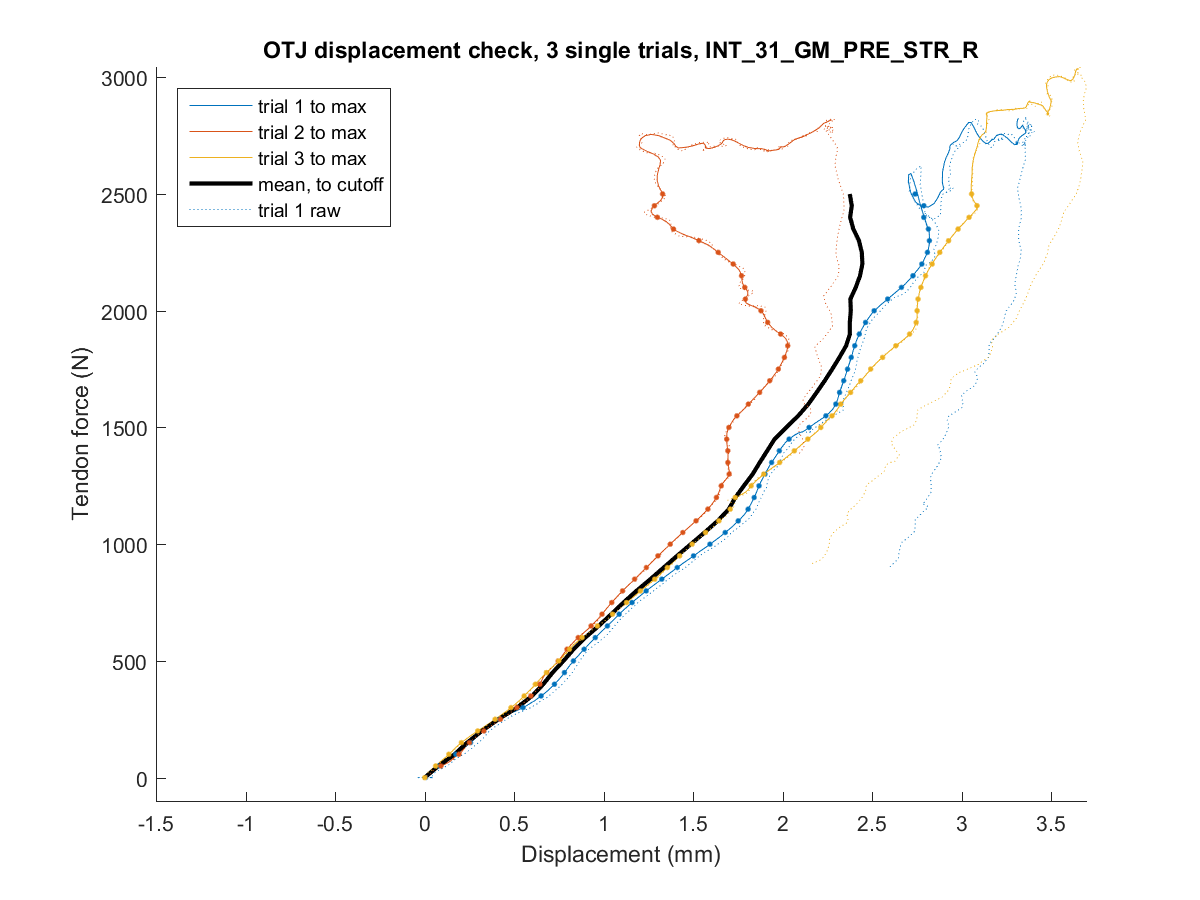 OTJ displacement check, 3 single trials, INT_31_GM_PRE_STR_R
3000
2500
2000
1500
1000
500
0
Tendon force (N)
trial 1 to max
trial 2 to max
trial 3 to max
mean, to cutoff
trial 1 raw
-1.5 -1 -0.5 0 0.5 1 1.5 2 2.5 3 3.5
Displacement (mm)